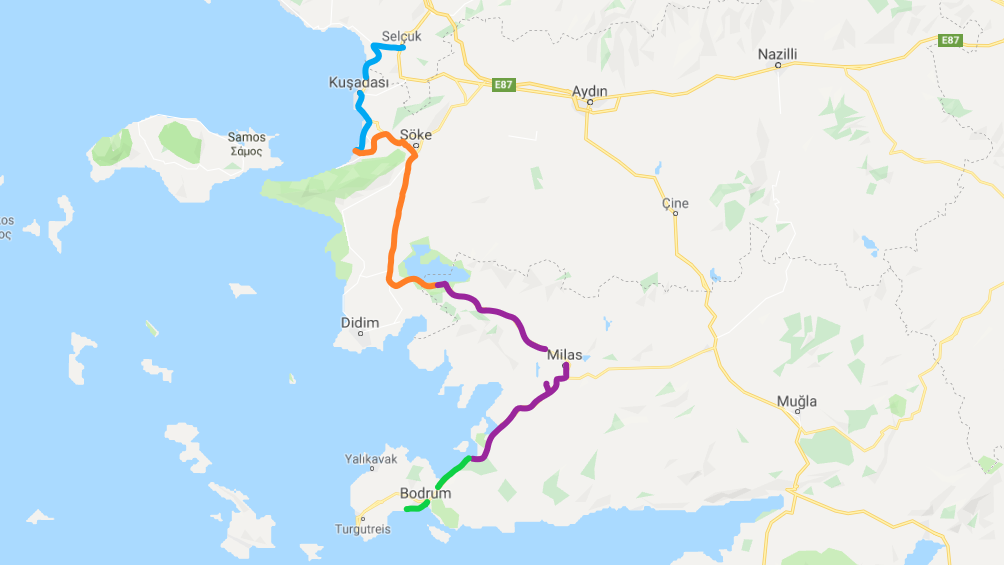 Selçuk
E87
Nazilli
Kuşadası
E87
Aydın
Samos
Σάμος
Söke
Çine
Didim
Milas
Muğla
Yalıkavak
Bodrum
Turgutreis